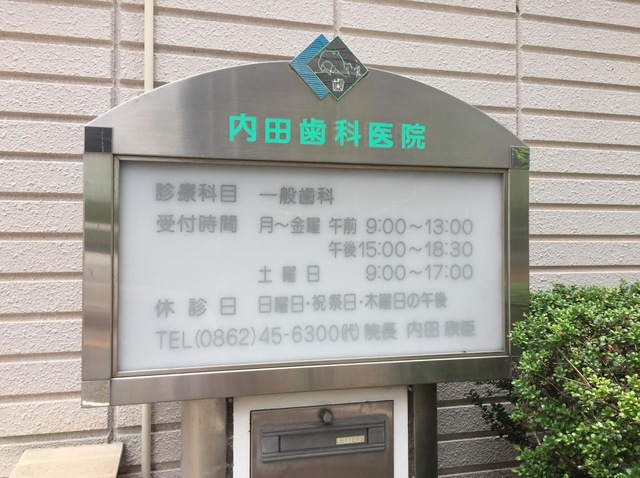 歯
内田歯科医院
診療科目 一般歯科
受付時間 月～金曜 午前 9:00～13:00
午後15:00～18:30
土曜日 9:00～17:00
休診日 日曜日・祝祭日・木曜日の午後
TEL(0862)45-6300(代) 院長 内田 康臣